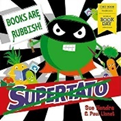 BOOKS ARE
RUBBISH!
SUPERTATO
Sue Hendra
& Paul Linnet